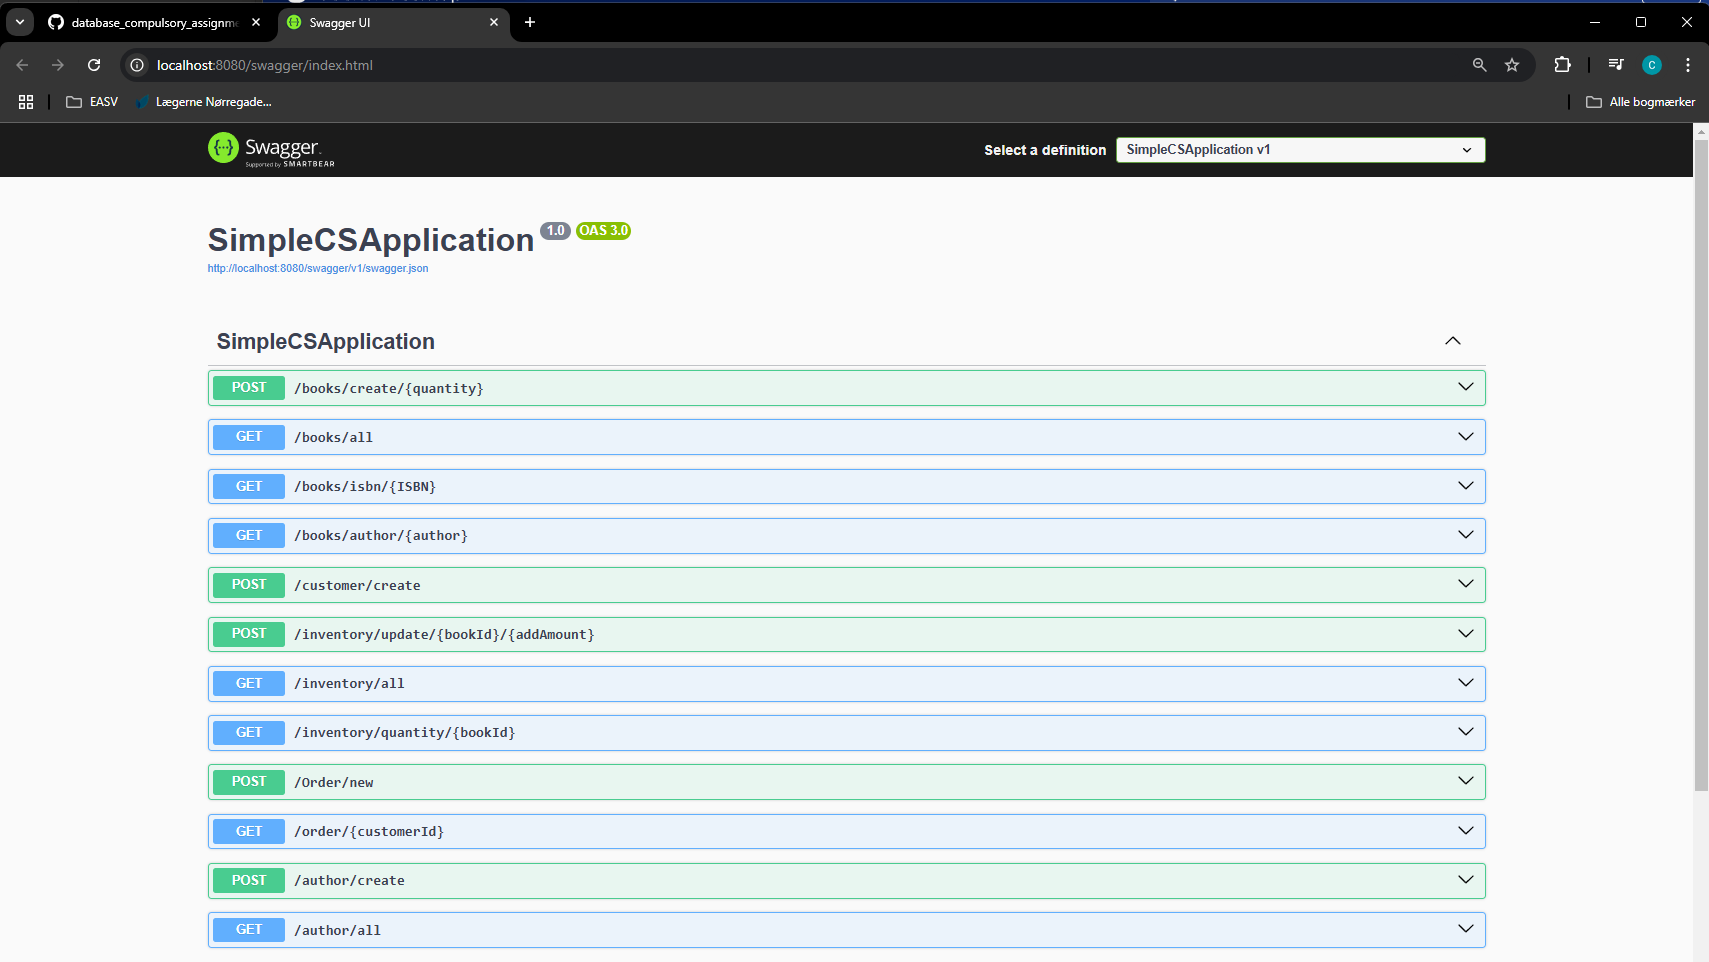 database_compulsory_assignm
Swagger UI
localhost:8080/swagger/index.html
C
EASV
Lægerne Nørregade...
Alle bogmærker
Swagger.
Supported by SMARTBEAR
Select a definition
SimpleCSApplication v1
SimpleCSApplication 1.0 OAS 3.0
http://localhost:8080/swagger/v1/swagger.json
SimpleCSApplication
POST /books/create/{quantity}
GET /books/all
GET /books/isbn/{ISBN}
GET /books/author/{author}
POST /customer/create
POST /inventory/update/{bookId}/{addAmount}
GET /inventory/all
GET /inventory/quantity/{bookId}
POST /Order/new
GET /order/{customerId}
POST /author/create
GET /author/all